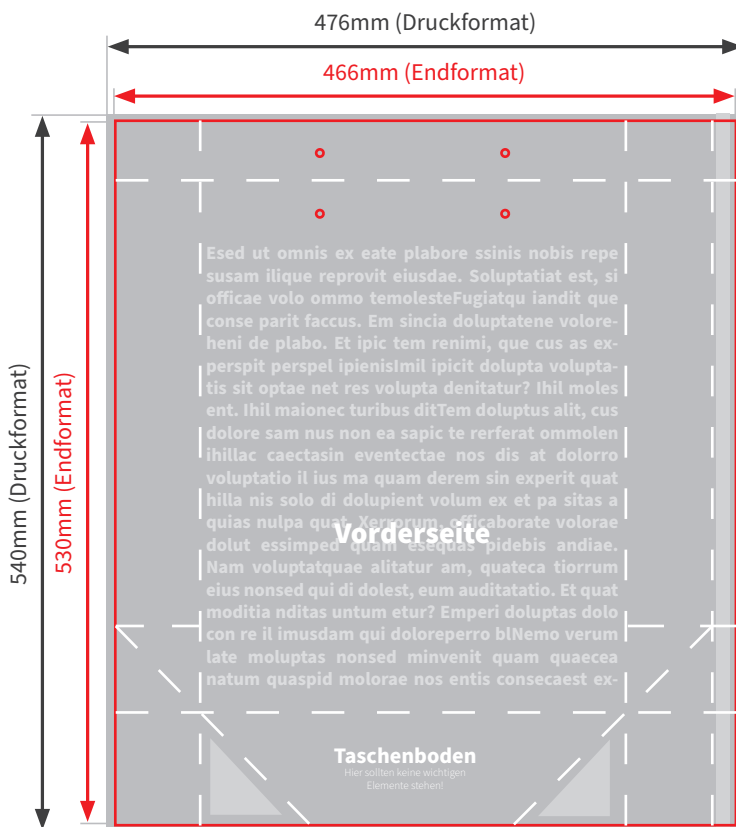 476mm (Druckformat)
466mm (Endformat)
540mm (Druckformat)
530mm (Endformat)
Esed ut omnis ex eate plabore ssinis nobis repe
susam ilique reprovit eiusdae. Soluptatiat est, si
officae volo ommo temolesteFugiatqu iandit que
conse parit faccus. Em sincia doluptatene volore-
heni de plabo. Et ipic tem renimi, que cus as ex-
perspit perspel ipienisImil ipicit dolupta volupta-
tis sit optae net res volupta denitatur? Ihil moles
ent. Ihil maionec turibus ditTem doluptus alit, cus
dolore sam nus non ea sapic te rerferat ommolen
ihillac caectasin eventectae nos dis at dolorro
voluptatio il ius ma quam derem sin experit quat
hilla nis solo di dolupient volum ex et pa sitas a
quias nulpa quat. Xerrorum, officaborate volorae
Vorderseite
dolut essimped quam esequas pidebis andiae.
Nam voluptatquae alitatur am, quateca tiorrum
eius nonsed qui di dolest, eum auditatatio. Et quat
moditia nditas untum etur? Emperi doluptas dolo
con re il imusdam qui doloreperro blNemo verum
late moluptas nonsed minvenit quam quaecea
natum quaspid molorae nos entis consecaest ex-
Taschenboden
Hier sollten keine wichtigen
Elemente stehen!